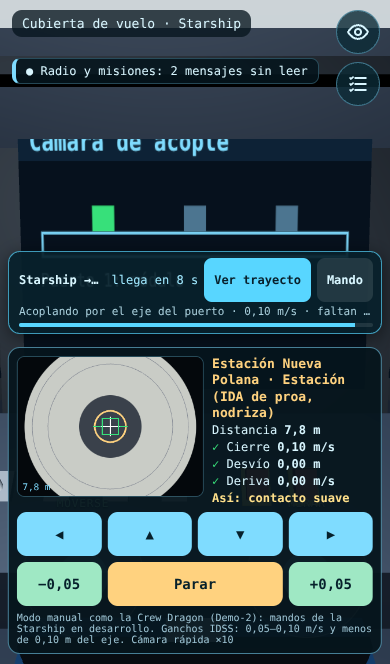 Cubierta de vuelo · Starship
● Radio y misiones: 2 mensajes sin leer
Cámara de acople
Starship →… llega en 8 s Ver trayecto Mando
Acoplando por el eje del puerto · 0,10 m/s · faltan …
Estación Nueva
Polana · Estación
(IDA de proa,
nodriza)
Distancia 7,8 m
✓ Cierre 0,10 m/s
✓ Desvío 0,00 m
✓ Deriva 0,00 m
Así: contacto suave
7,8 m
◄ ▲ ▼ ►
−0,05 Parar +0,05
Modo manual como la Crew Dragon (Demo-2): mandos de la
Starship en desarrollo. Ganchos IDSS: 0,05–0,10 m/s y menos
de 0,10 m del eje. Cámara rápida ×10